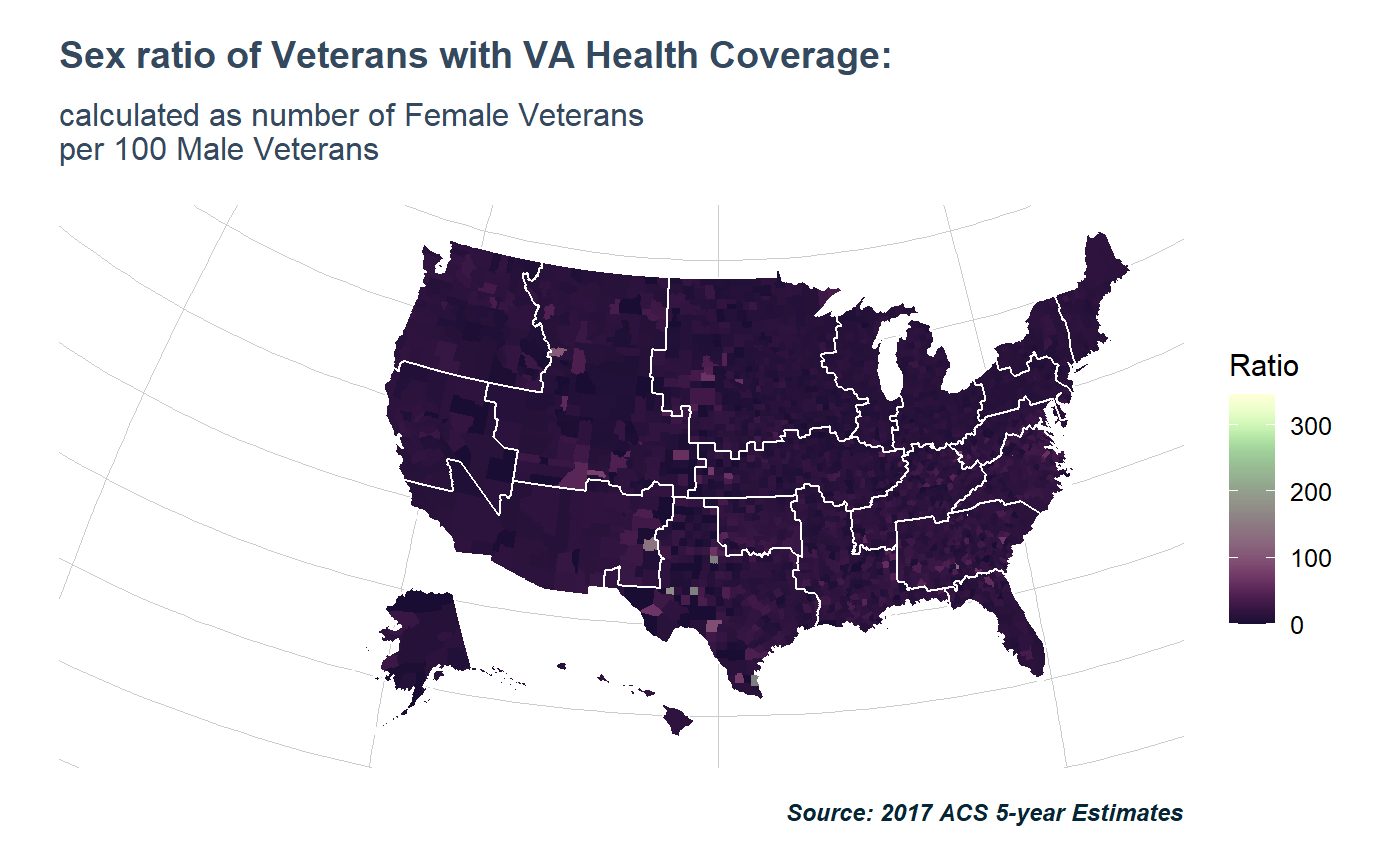 Sex ratio of Veterans with VA Health Coverage:
calculated as number of Female Veterans
per 100 Male Veterans
Ratio
300
200
100
0
Source: 2017 ACS 5-year Estimates